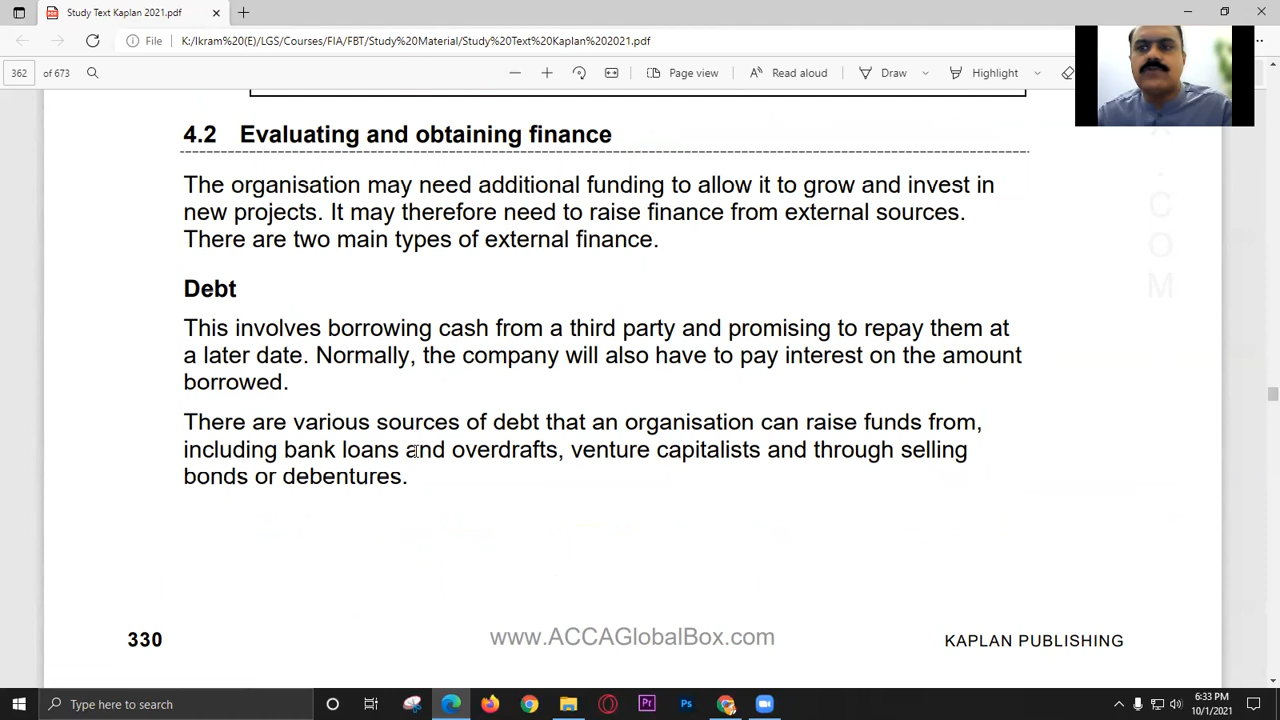 Study Text Kaplan 2021.pdf
File
K:/Ikram%20(E)/LGS/Courses/FIA/FBT/Study%20Material/Study%20Text%20Kaplan%202021.pdf
362 of 673
Page view
Read aloud
Draw
Highlight
4.2 Evaluating and obtaining finance
The organisation may need additional funding to allow it to grow and invest in
new projects. It may therefore need to raise finance from external sources.
There are two main types of external finance.
Debt
This involves borrowing cash from a third party and promising to repay them at
a later date. Normally, the company will also have to pay interest on the amount
borrowed.
There are various sources of debt that an organisation can raise funds from,
including bank loans and overdrafts, venture capitalists and through selling
bonds or debentures.
330
www.ACCAGlobalBox.com
KAPLAN PUBLISHING
X
.
C
O
M
Type here to search
Pr
Ps
6:33 PM
10/1/2021